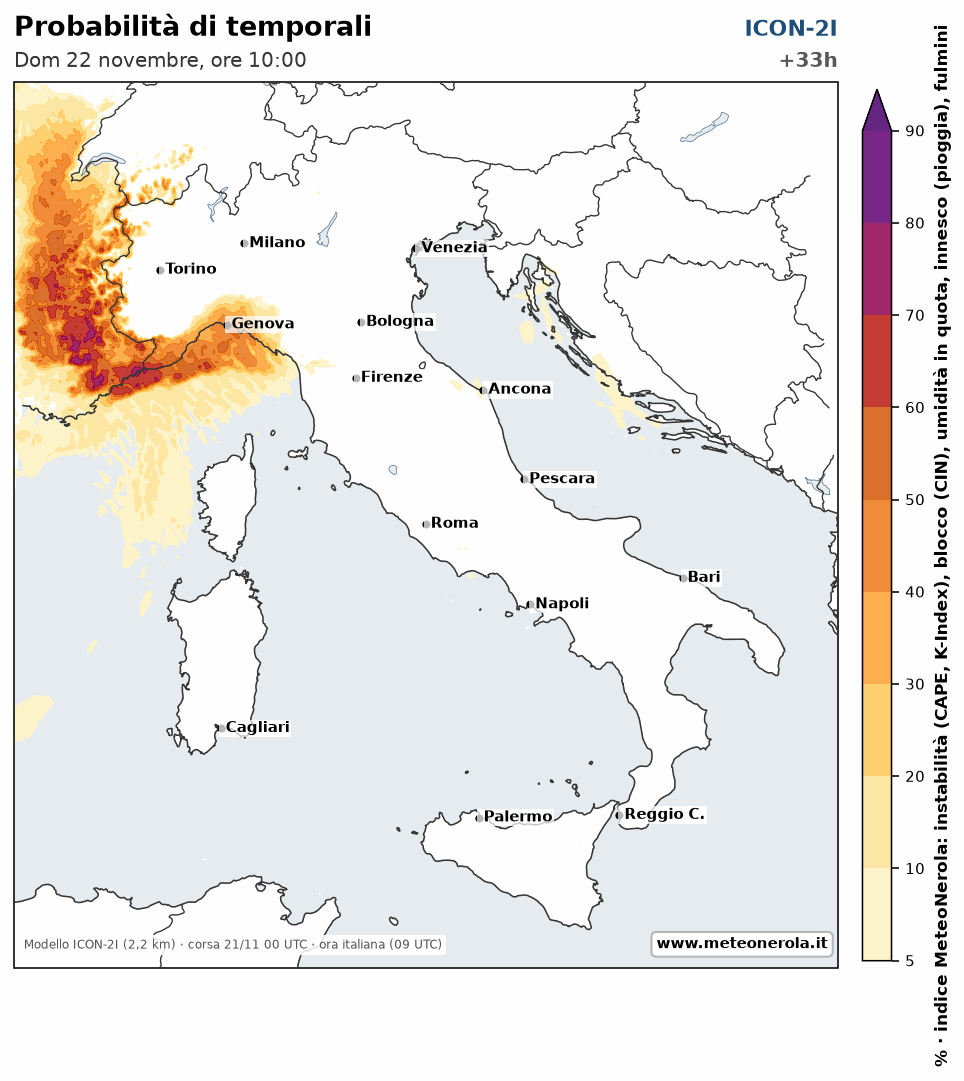 Probabilità di temporali
ICON-2I
Dom 22 novembre, ore 10:00
+33h
Milano
Venezia
Torino
Genova
Bologna
Firenze
Ancona
Pescara
Roma
Bari
Napoli
Cagliari
Palermo
Reggio C.
Modello ICON-2I (2,2 km) · corsa 21/11 00 UTC · ora italiana (09 UTC)
www.meteonerola.it
90
80
70
60
50
40
30
20
10
5
% · indice MeteoNerola: instabilità (CAPE, K-Index), blocco (CIN), umidità in quota, innesco (pioggia), fulmini